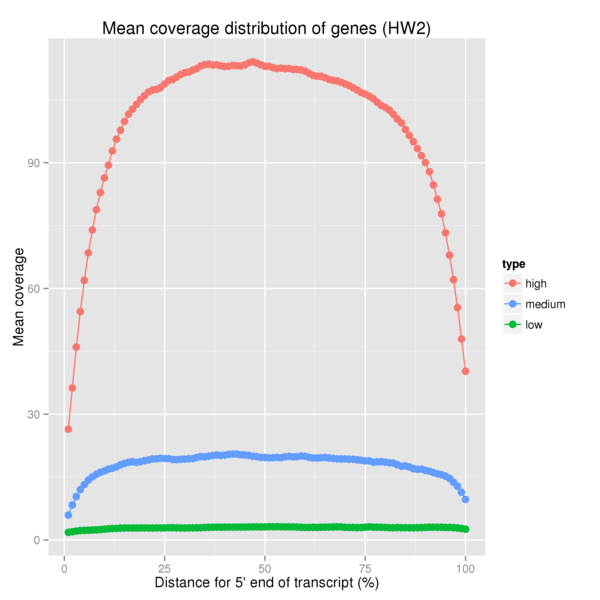 Mean coverage distribution of genes (HW2)
Mean coverage
90
60
30
0
0 25 50 75 100
Distance for 5' end of transcript (%)
type
high
medium
low